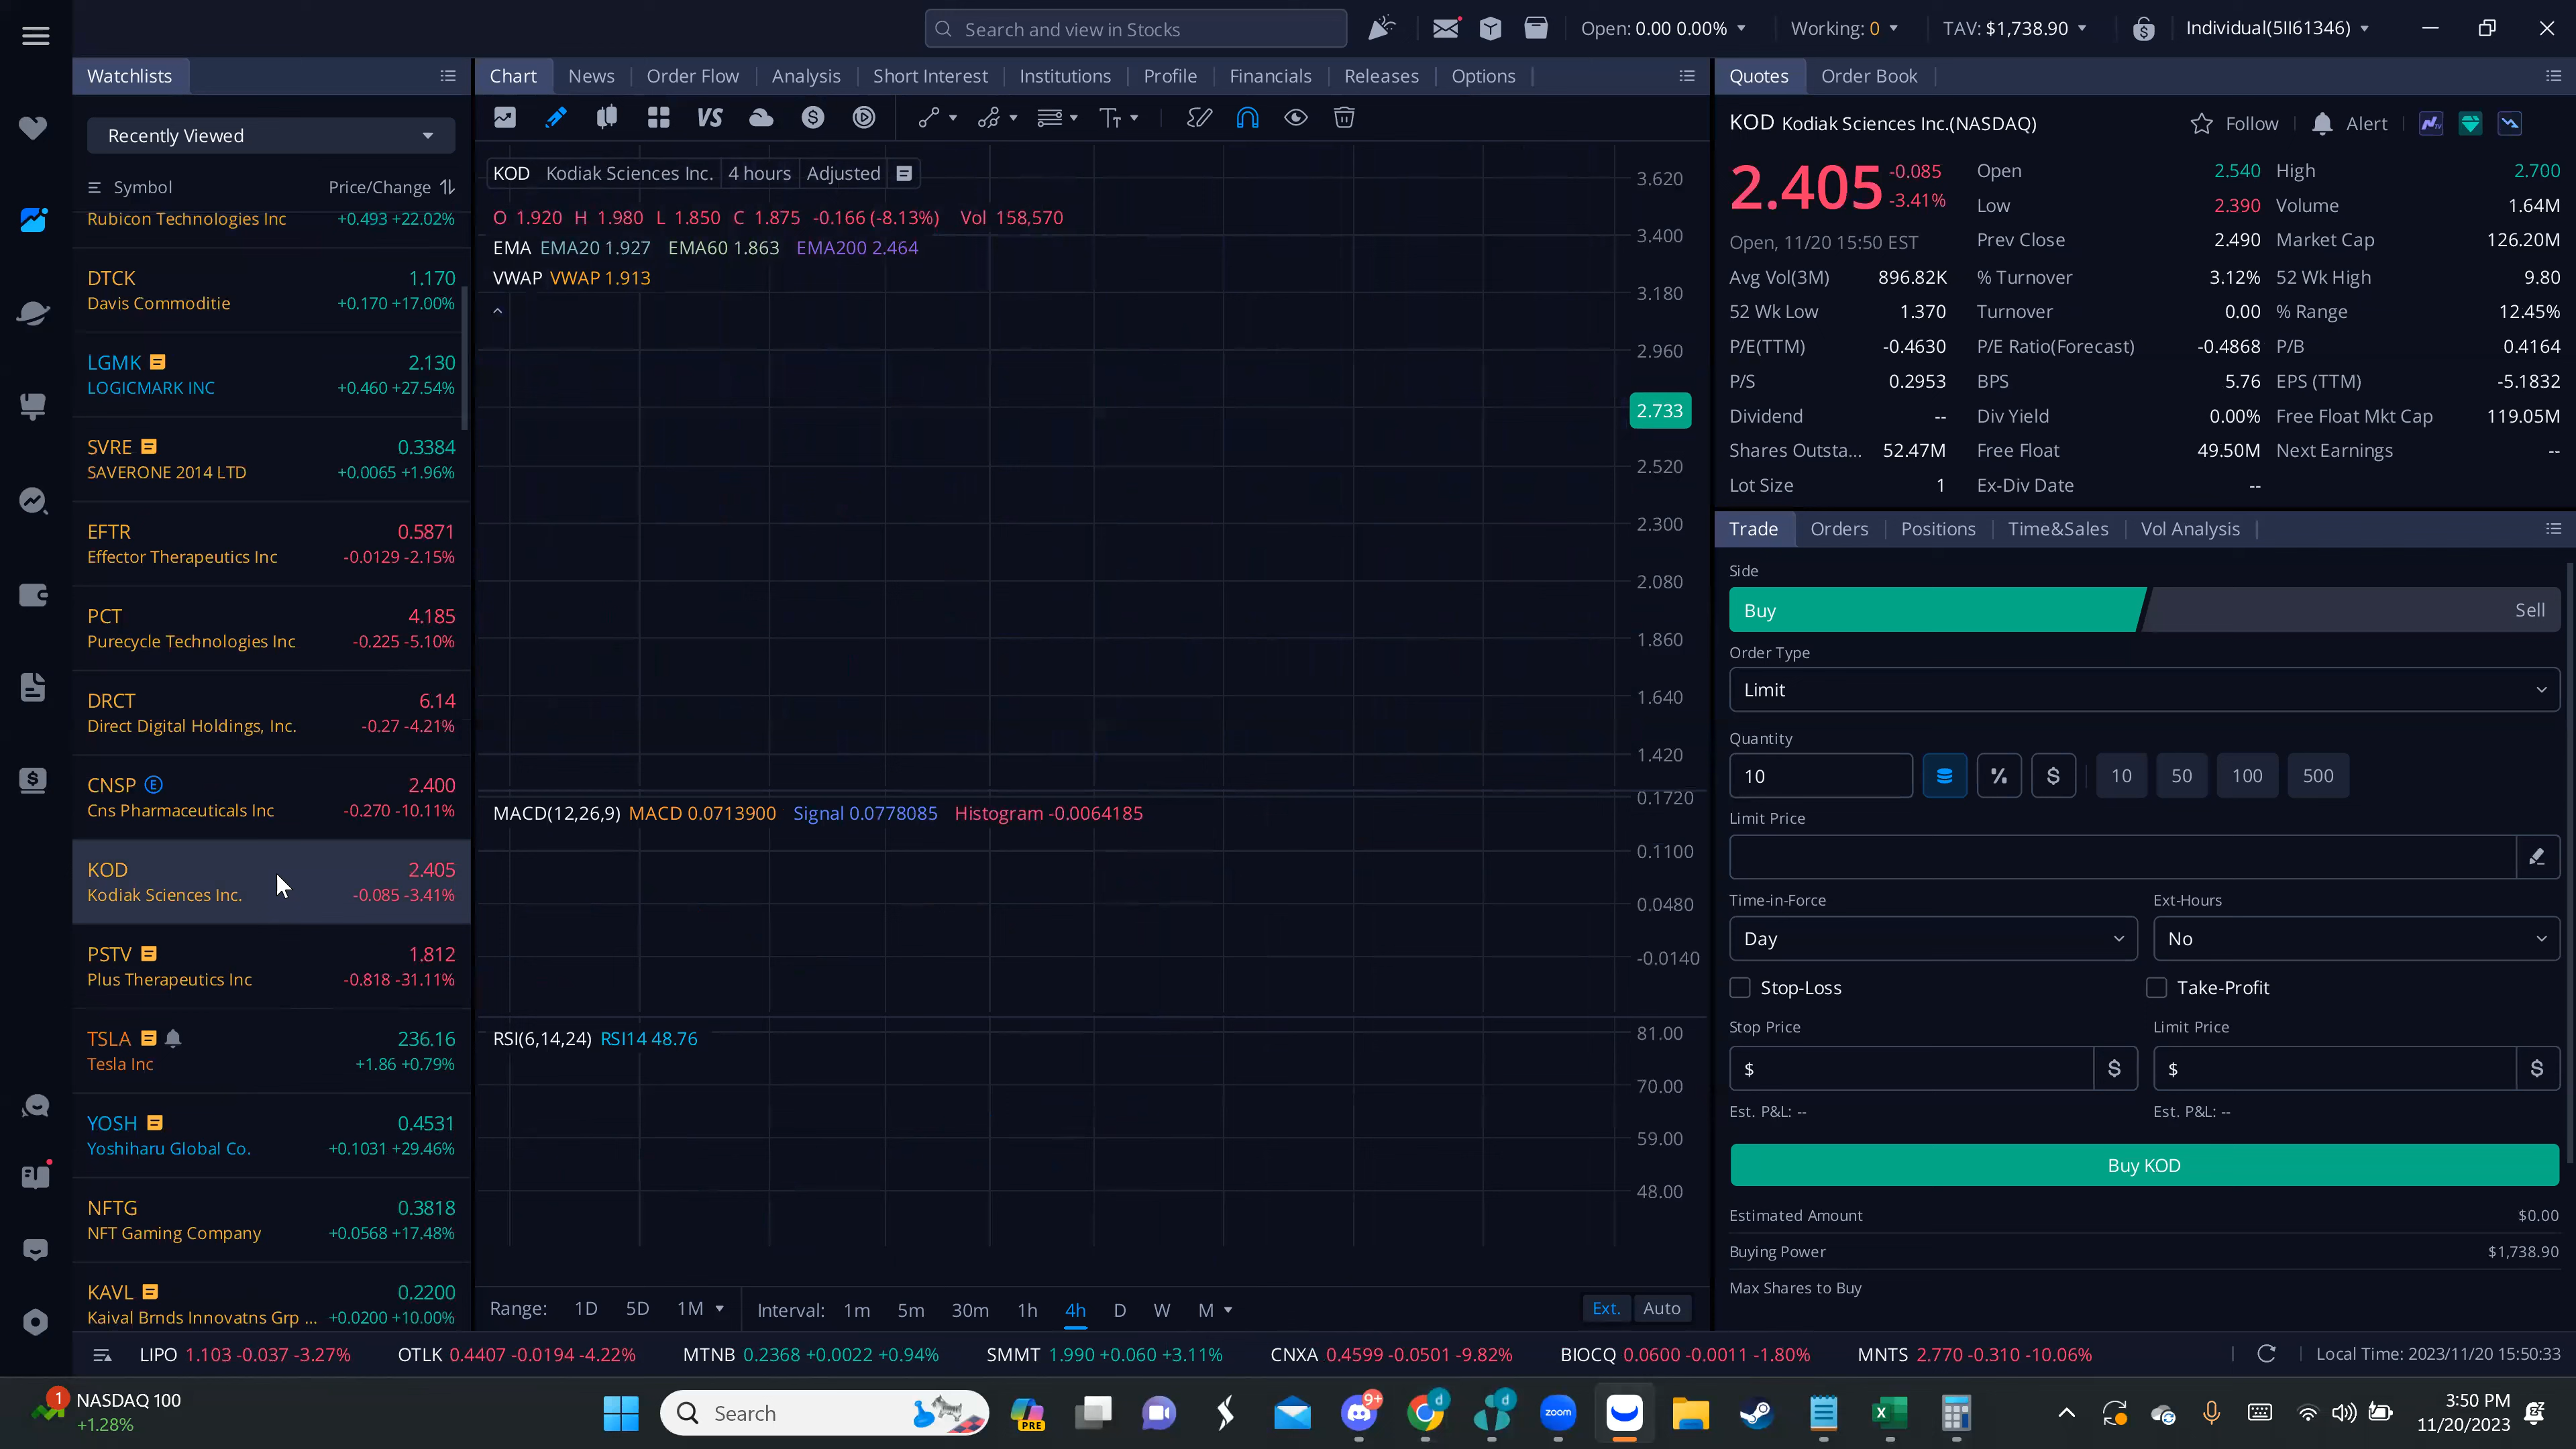 Search and view in Stocks
Open: 0.00 0.00%
Working: 0
TAV: $1,738.90
Individual(5II61346)
Watchlists
Recently Viewed
Symbol
Price/Change
Rubicon Technologies Inc +0.493 +22.02%
DTCK 1.170
Davis Commoditie +0.170 +17.00%
LGMK 2.130
LOGICMARK INC +0.460 +27.54%
SVRE 0.3384
SAVERONE 2014 LTD +0.0065 +1.96%
EFTR 0.5871
Effector Therapeutics Inc -0.0129 -2.15%
PCT 4.185
Purecycle Technologies Inc -0.225 -5.10%
DRCT 6.14
Direct Digital Holdings, Inc. -0.27 -4.21%
CNSP E 2.400
Cns Pharmaceuticals Inc -0.270 -10.11%
KOD 2.405
Kodiak Sciences Inc. -0.085 -3.41%
PSTV 1.812
Plus Therapeutics Inc -0.818 -31.11%
TSLA 236.16
Tesla Inc +1.86 +0.79%
YOSH 0.4531
Yoshiharu Global Co. +0.1031 +29.46%
NFTG 0.3818
NFT Gaming Company +0.0568 +17.48%
KAVL 0.2200
Kaival Brnds Innovatns Grp ... +0.0200 +10.00%
Chart News Order Flow Analysis Short Interest Institutions Profile Financials Releases Options
VS
KOD Kodiak Sciences Inc. 4 hours Adjusted
O 1.920 H 1.980 L 1.850 C 1.875 -0.166 (-8.13%) Vol 158,570
EMA EMA20 1.927 EMA60 1.863 EMA200 2.464
VWAP VWAP 1.913
3.620
3.400
3.180
2.960
2.733
2.520
2.300
2.080
1.860
1.640
1.420
MACD(12,26,9) MACD 0.0713900 Signal 0.0778085 Histogram -0.0064185
0.1720
0.1100
0.0480
-0.0140
RSI(6,14,24) RSI14 48.76
81.00
70.00
59.00
48.00
Range: 1D 5D 1M Interval: 1m 5m 30m 1h 4h D W M Ext. Auto
Quotes Order Book
KOD Kodiak Sciences Inc.(NASDAQ) Follow Alert
2.405 -0.085
-3.41%
Open, 11/20 15:50 EST
Open 2.540 High 2.700
Low 2.390 Volume 1.64M
Prev Close 2.490 Market Cap 126.20M
Avg Vol(3M) 896.82K % Turnover 3.12% 52 Wk High 9.80
52 Wk Low 1.370 Turnover 0.00 % Range 12.45%
P/E(TTM) -0.4630 P/E Ratio(Forecast) -0.4868 P/B 0.4164
P/S 0.2953 BPS 5.76 EPS (TTM) -5.1832
Dividend -- Div Yield 0.00% Free Float Mkt Cap 119.05M
Shares Outsta... 52.47M Free Float 49.50M Next Earnings --
Lot Size 1 Ex-Div Date --
Trade Orders Positions Time&Sales Vol Analysis
Side
Buy Sell
Order Type
Limit
Quantity
10 % $ 10 50 100 500
Limit Price
Time-in-Force Ext-Hours
Day No
Stop-Loss Take-Profit
Stop Price Limit Price
$ $ $ $
Est. P&L: -- Est. P&L: --
Buy KOD
Estimated Amount $0.00
Buying Power $1,738.90
Max Shares to Buy
LIPO 1.103 -0.037 -3.27% OTLK 0.4407 -0.0194 -4.22% MTNB 0.2368 +0.0022 +0.94% SMMT 1.990 +0.060 +3.11% CNXA 0.4599 -0.0501 -9.82% BIOCQ 0.0600 -0.0011 -1.80% MNTS 2.770 -0.310 -10.06%
Local Time: 2023/11/20 15:50:33
1 NASDAQ 100
+1.28%
Search
PRE
9+
d
d
zoom
3:50 PM
11/20/2023